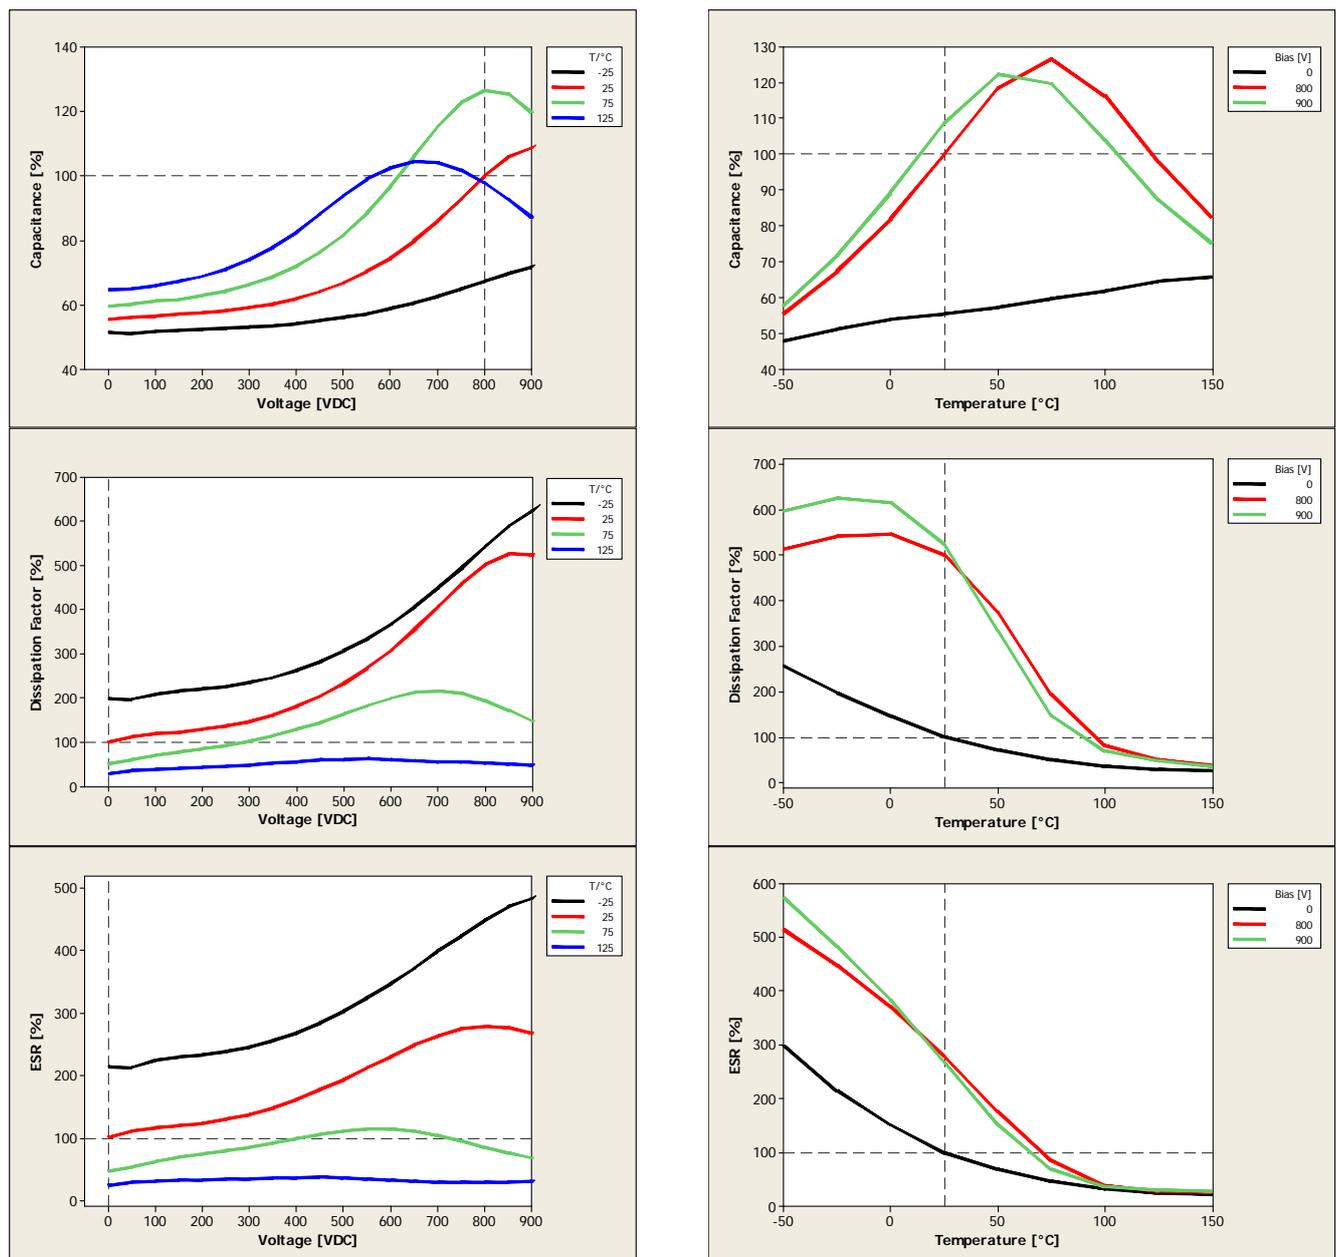 140
120
100
80
60
40
Capacitance [%]
0 100 200 300 400 500 600 700 800 900
Voltage [VDC]
T/°C
-25
25
75
125
130
120
110
100
90
80
70
60
50
40
Capacitance [%]
-50 0 50 100 150
Temperature [°C]
Bias [V]
0
800
900
700
600
500
400
300
200
100
0
Dissipation Factor [%]
0 100 200 300 400 500 600 700 800 900
Voltage [VDC]
T/°C
-25
25
75
125
700
600
500
400
300
200
100
0
Dissipation Factor [%]
-50 0 50 100 150
Temperature [°C]
Bias [V]
0
800
900
500
400
300
200
100
0
ESR [%]
0 100 200 300 400 500 600 700 800 900
Voltage [VDC]
T/°C
-25
25
75
125
600
500
400
300
200
100
0
ESR [%]
-50 0 50 100 150
Temperature [°C]
Bias [V]
0
800
900